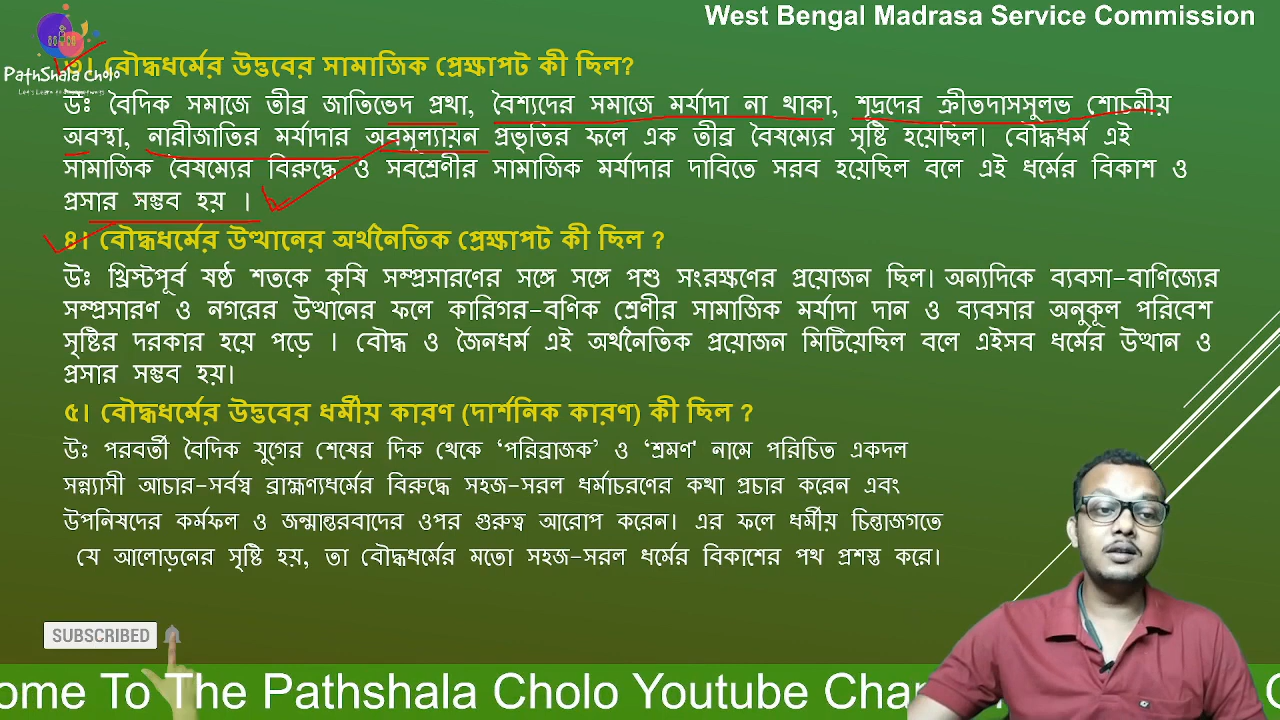 West Bengal Madrasa Service Commission
PathShala Cholo
৩। বৌদ্ধধর্মের উদ্ভবের সামাজিক প্রেক্ষাপট কী ছিল?
উঃ বৈদিক সমাজে তীব্র জাতিভেদ প্রথা, বৈশ্যদের সমাজে মর্যাদা না থাকা, শূদ্রদের ক্রীতদাসসুলভ শোচনীয়
অবস্থা, নারীজাতির মর্যাদার অবমূল্যায়ন প্রভৃতির ফলে এক তীব্র বৈষম্যের সৃষ্টি হয়েছিল। বৌদ্ধধর্ম এই
সামাজিক বৈষম্যের বিরুদ্ধে ও সর্বশ্রেণীর সামাজিক মর্যাদার দাবিতে সরব হয়েছিল বলে এই ধর্মের বিকাশ ও
প্রসার সম্ভব হয় ।
৪। বৌদ্ধধর্মের উত্থানের অর্থনৈতিক প্রেক্ষাপট কী ছিল ?
উঃ খ্রিস্টপূর্ব ষষ্ঠ শতকে কৃষি সম্প্রসারণের সঙ্গে সঙ্গে পশু সংরক্ষণের প্রয়োজন ছিল। অন্যদিকে ব্যবসা-বাণিজ্যের
সম্প্রসারণ ও নগরের উত্থানের ফলে কারিগর-বণিক শ্রেণীর সামাজিক মর্যাদা দান ও ব্যবসার অনুকূল পরিবেশ
সৃষ্টির দরকার হয়ে পড়ে । বৌদ্ধ ও জৈনধর্ম এই অর্থনৈতিক প্রয়োজন মিটিয়েছিল বলে এইসব ধর্মের উত্থান ও
প্রসার সম্ভব হয়।
৫। বৌদ্ধধর্মের উদ্ভবের ধর্মীয় কারণ (দার্শনিক কারণ) কী ছিল ?
উঃ পরবর্তী বৈদিক যুগের শেষের দিক থেকে ‘পরিব্রাজক’ ও ‘শ্রমণ' নামে পরিচিত একদল
সন্ন্যাসী আচার-সর্বস্ব ব্রাহ্মণ্যধর্মের বিরুদ্ধে সহজ-সরল ধর্মাচরণের কথা প্রচার করেন এবং
উপনিষদের কর্মফল ও জন্মান্তরবাদের ওপর গুরুত্ব আরোপ করেন। এর ফলে ধর্মীয় চিন্তাজগতে
যে আলোড়নের সৃষ্টি হয়, তা বৌদ্ধধর্মের মতো সহজ-সরল ধর্মের বিকাশের পথ প্রশস্ত করে।
SUBSCRIBED
ome To The Pathshala Cholo Youtube Chan